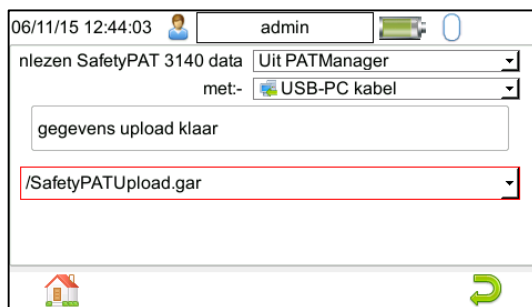 06/11/15 12:44:03 admin
nlezen SafetyPAT 3140 data Uit PATManager
met:- USB-PC kabel
gegevens upload klaar
/SafetyPATUpload.gar